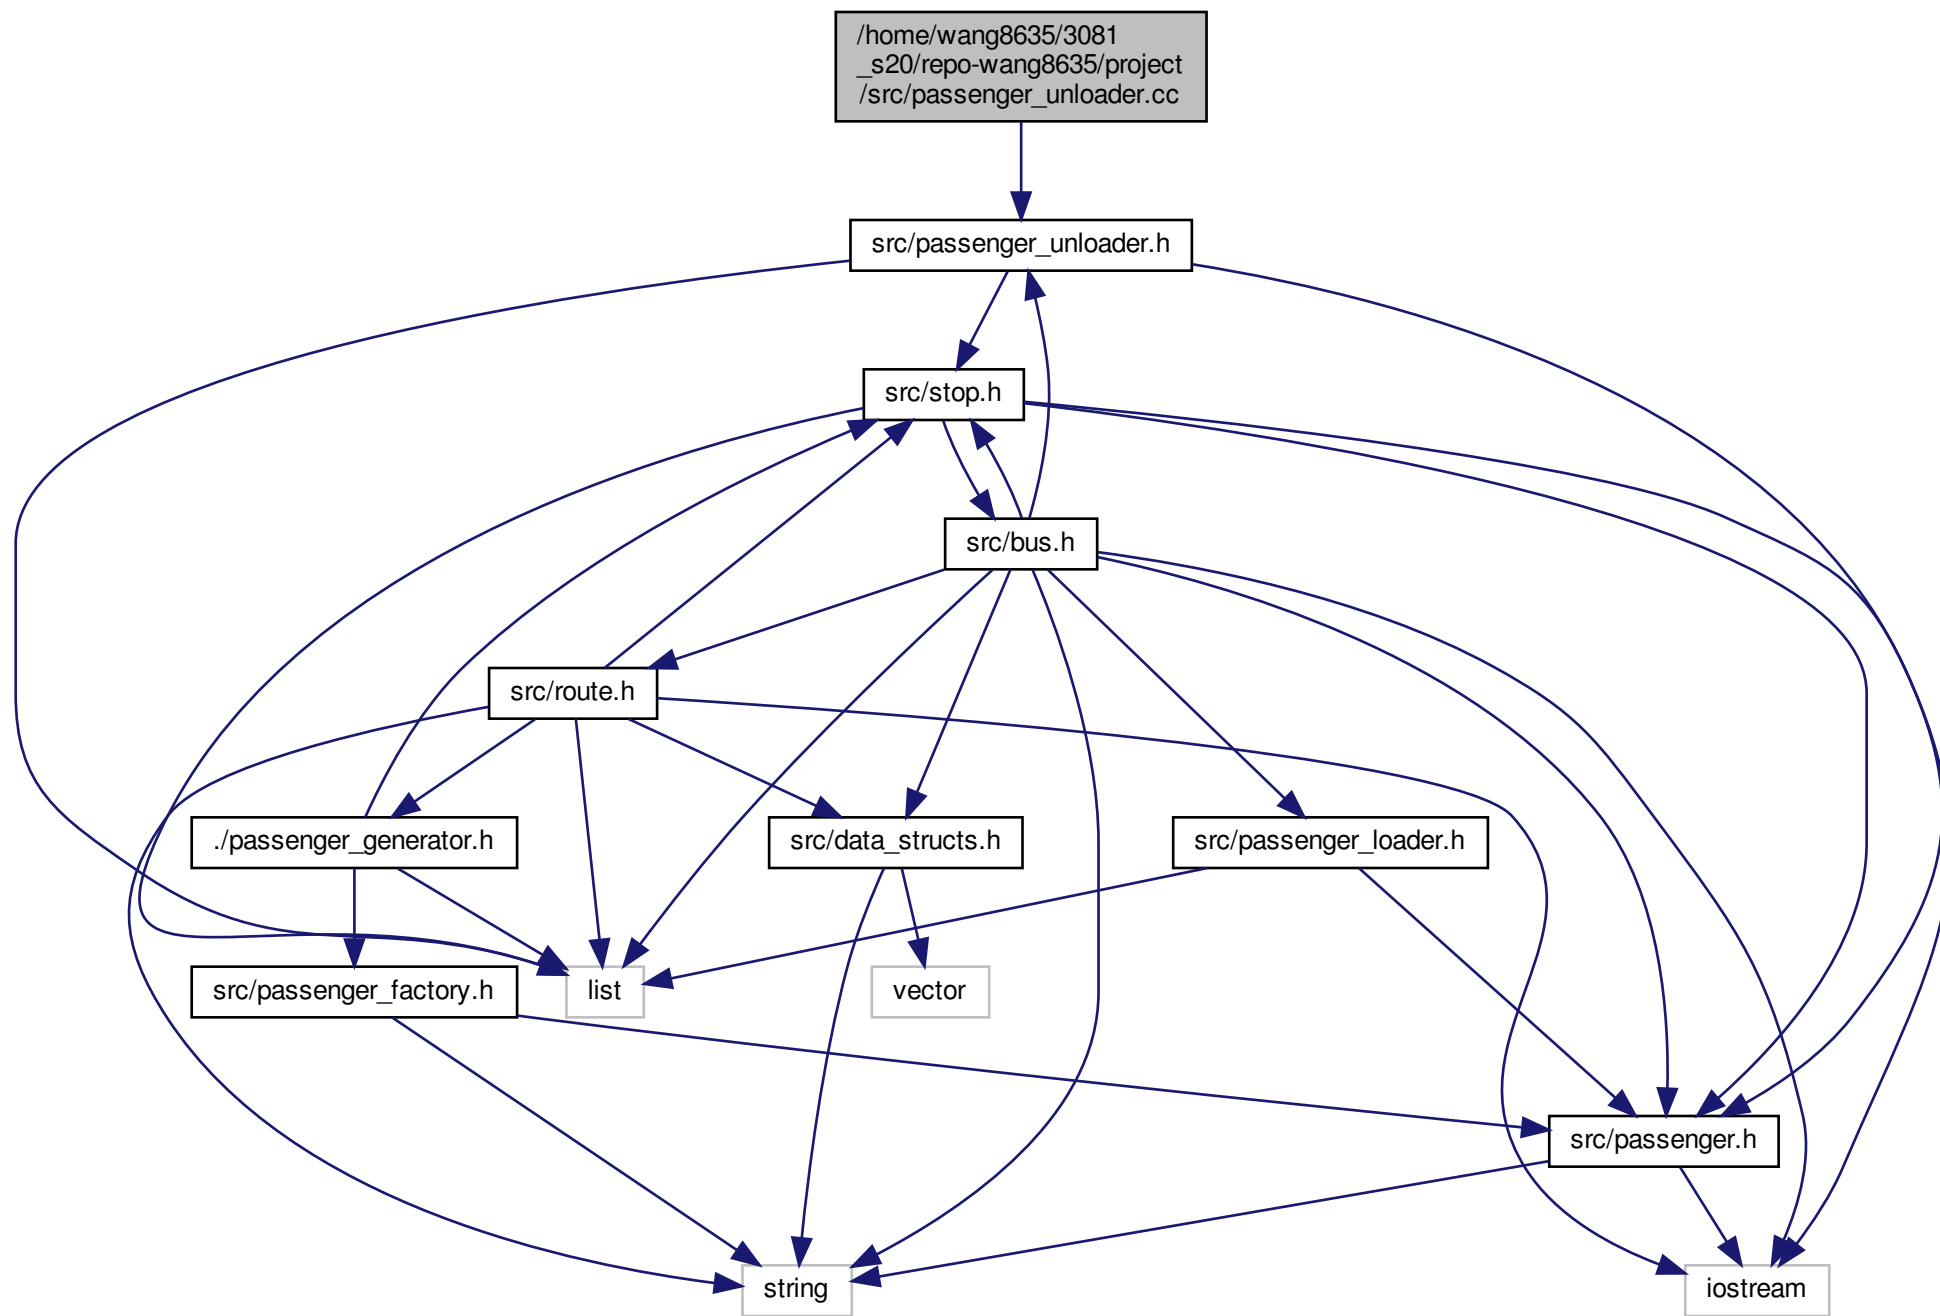 /home/wang8635/3081
_s20/repo-wang8635/project
/src/passenger_unloader.cc
src/passenger_unloader.h
src/stop.h
src/bus.h
src/route.h
./passenger_generator.h
src/data_structs.h
src/passenger_loader.h
src/passenger_factory.h
list
vector
src/passenger.h
string
iostream